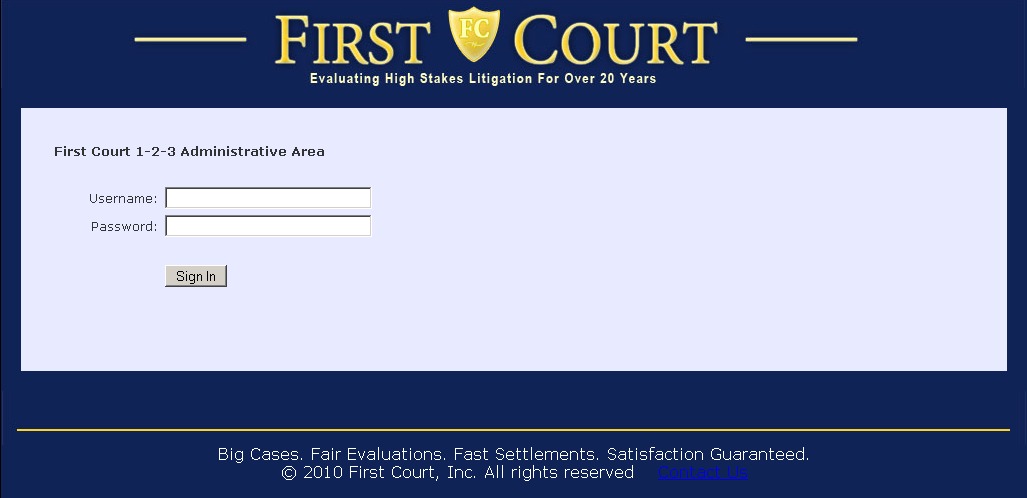 FIRST FC COURT
Evaluating High Stakes Litigation For Over 20 Years
First Court 1-2-3 Administrative Area
Username:
Password:
Sign In
Big Cases. Fair Evaluations. Fast Settlements. Satisfaction Guaranteed.
© 2010 First Court, Inc. All rights reserved Contact Us